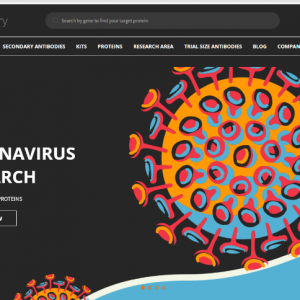 ry
Search by gene to find your target protein
SECONDARY ANTIBODIES KITS PROTEINS RESEARCH AREA TRIAL SIZE ANTIBODIES BLOG COMPAN
NAVIRUS
ARCH
PROTEINS
W